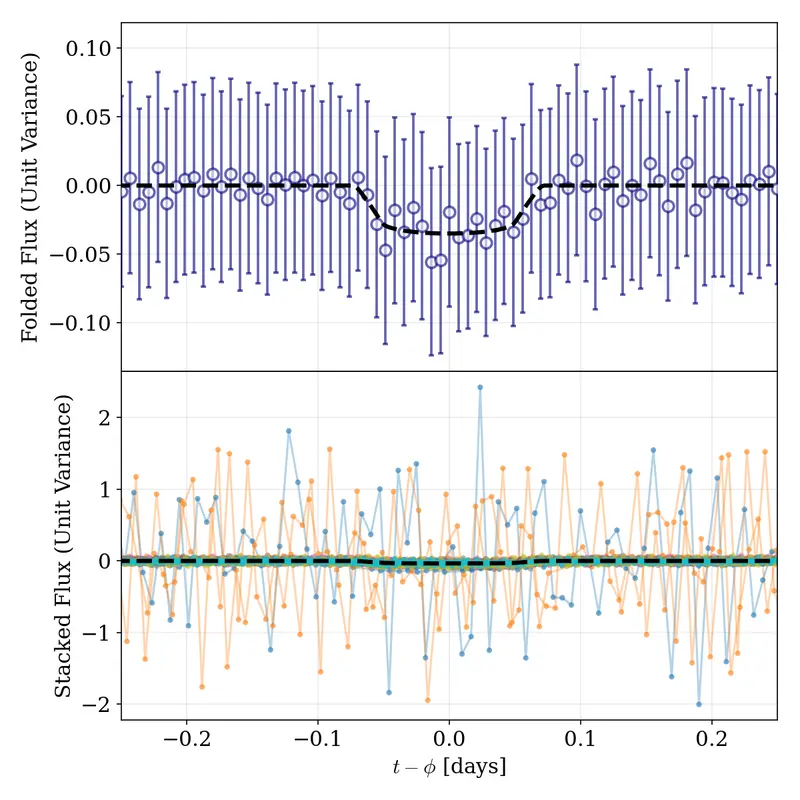 Folded Flux (Unit Variance)
0.10
0.05
0.00
−0.05
−0.10
Stacked Flux (Unit Variance)
2
1
0
−1
−2
−0.2 −0.1 0.0 0.1 0.2
t − ϕ [days]